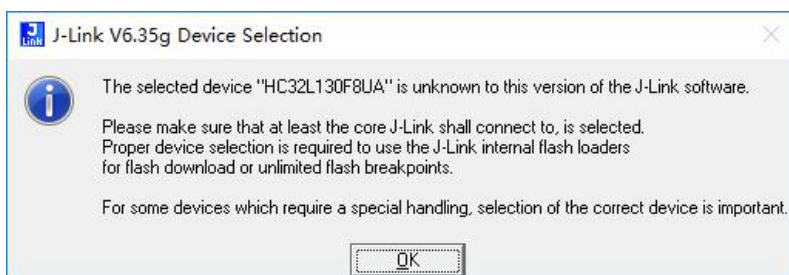 J-Link V6.35g Device Selection
The selected device "HC32L130F8UA" is unknown to this version of the J-Link software.
Please make sure that at least the core J-Link shall connect to, is selected.
Proper device selection is required to use the J-Link internal flash loaders
for flash download or unlimited flash breakpoints.
For some devices which require a special handling, selection of the correct device is important.
OK